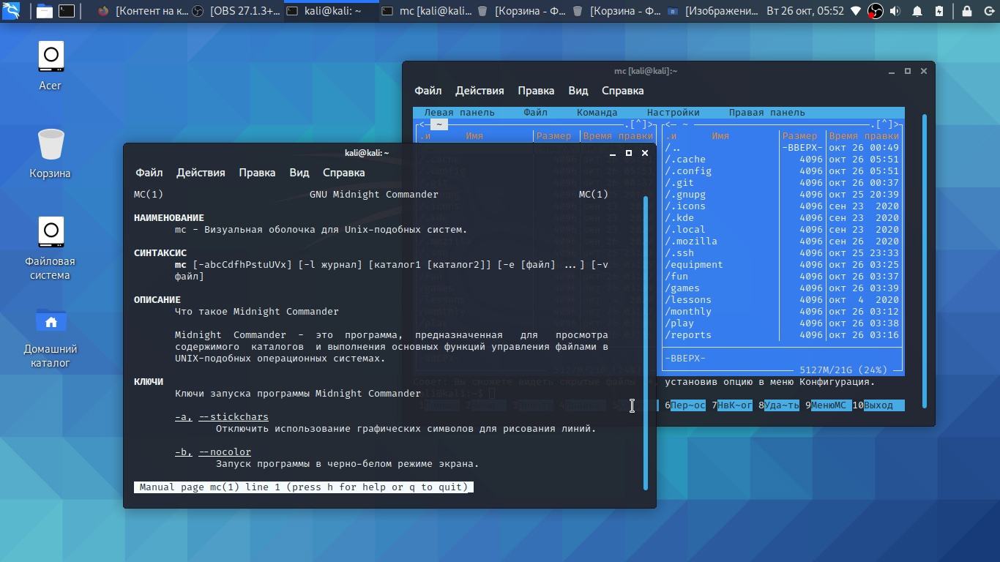 [Контент на к...
[OBS 27.1.3+...
kali@kali: ~
mc [kali@kali...
[Корзина - Ф...
[Корзина - Ф...
[Изображени...
Вт 26 окт, 05:52
Acer
Корзина
Файловая
система
Домашний
каталог
mc [kali@kali]:~
Файл Действия Правка Вид Справка
Левая панель Файл Команда Настройки Правая панель
<─ ~ ─.[^]>
<─ ~ ─.[^]>
.и Имя Размер Время правки
.и Имя Размер Время правки
/.. -ВВЕРХ- окт 26 00:49
/.cache 4096 окт 26 05:51
/.config 4096 окт 26 05:51
/.git 4096 окт 26 00:37
/.gnupg 4096 окт 25 20:39
/.icons 4096 сен 23 2020
/.kde 4096 сен 23 2020
/.local 4096 сен 23 2020
/.mozilla 4096 сен 26 2020
/.ssh 4096 окт 25 23:33
/equipment 4096 окт 26 03:25
/fun 4096 окт 26 03:37
/games 4096 окт 26 03:39
/lessons 4096 окт 4 2020
/monthly 4096 окт 26 03:12
/play 4096 окт 26 03:38
/reports 4096 окт 26 03:16
-ВВЕРХ-
5127M/21G (24%)
установив опцию в меню Конфигурация.
6Пер~ос 7НвК~ог 8Уда~ть 9МенюМС 10Выход
kali@kali: ~
Файл Действия Правка Вид Справка
MC(1) GNU Midnight Commander MC(1)
НАИМЕНОВАНИЕ
mc - Визуальная оболочка для Unix-подобных систем.
СИНТАКСИС
mc [-abcCdfhPstuUVx] [-l журнал] [каталог1 [каталог2]] [-e [файл] ...] [-v
файл]
ОПИСАНИЕ
Что такое Midnight Commander
Midnight Commander - это программа, предназначенная для просмотра
содержимого каталогов и выполнения основных функций управления файлами в
UNIX-подобных операционных системах.
КЛЮЧИ
Ключи запуска программы Midnight Commander
-a, --stickchars
Отключить использование графических символов для рисования линий.
-b, --nocolor
Запуск программы в черно-белом режиме экрана.
Manual page mc(1) line 1 (press h for help or q to quit)